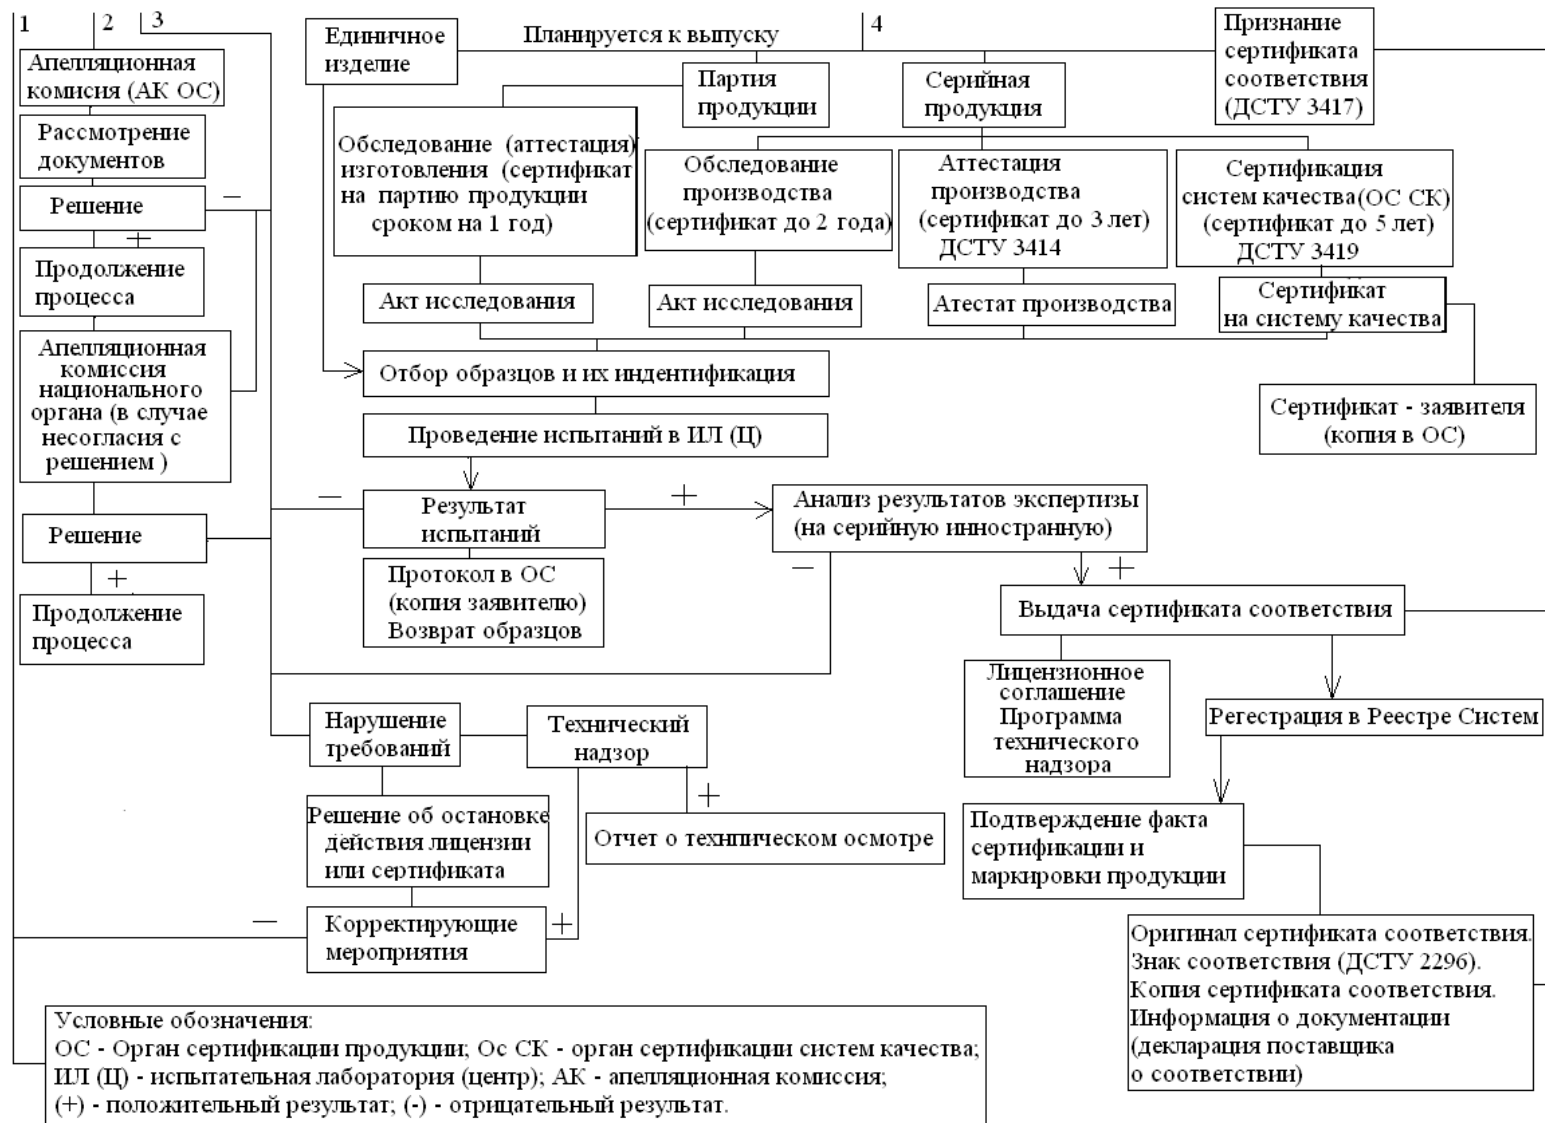 1
2
3
4
Апелляционная
комисия (АК ОС)
Рассмотрение
документов
Решение
−
+
Продолжение
процесса
Апелляционная
комиссия
национального
органа (в случае
несогласия с
решением )
Решение
+
Продолжение
процесса
Единичное
изделие
Планируется к выпуску
Партия
продукции
Серийная
продукция
Признание
сертификата
соответствия
(ДСТУ 3417)
Обследование (аттестация)
изготовления (сертификат
на партию продукции
сроком на 1 год)
Обследование
производства
(сертификат до 2 года)
Аттестация
производства
(сертификат до 3 лет)
ДСТУ 3414
Сертификация
систем качества (ОС СК)
(сертификат до 5 лет)
ДСТУ 3419
Акт исследования
Акт исследования
Атестат производства
Сертификат
на систему качества
Отбор образцов и их индентификация
Сертификат - заявителя
(копия в ОС)
Проведение испытаний в ИЛ (Ц)
−
Результат
испытаний
+
Анализ результатов экспертизы
(на серийную инностранную)
Протокол в ОС
(копия заявителю)
Возврат образцов
−
+
Выдача сертификата соответствия
Лицензионное
соглашение
Программа
технического
надзора
Регестрация в Реестре Систем
Нарушение
требований
Технический
надзор
+
Решение об остановке
действия лицензии
или сертификата
Отчет о технпическом осмотре
Подтверждение факта
сертификации и
маркировки продукции
−
Корректирующие
мероприятия
+
Оригинал сертификата соответствия.
Знак соответствия (ДСТУ 2296).
Копия сертификата соответствия.
Информация о документации
(декларация поставщика
о соответствии)
Условные обозначения:
ОС - Орган сертификации продукции; Ос СК - орган сертификации систем качества;
ИЛ (Ц) - испытательная лаборатория (центр); АК - апелляционная комиссия;
(+) - положительный результат; (-) - отрицательный результат.